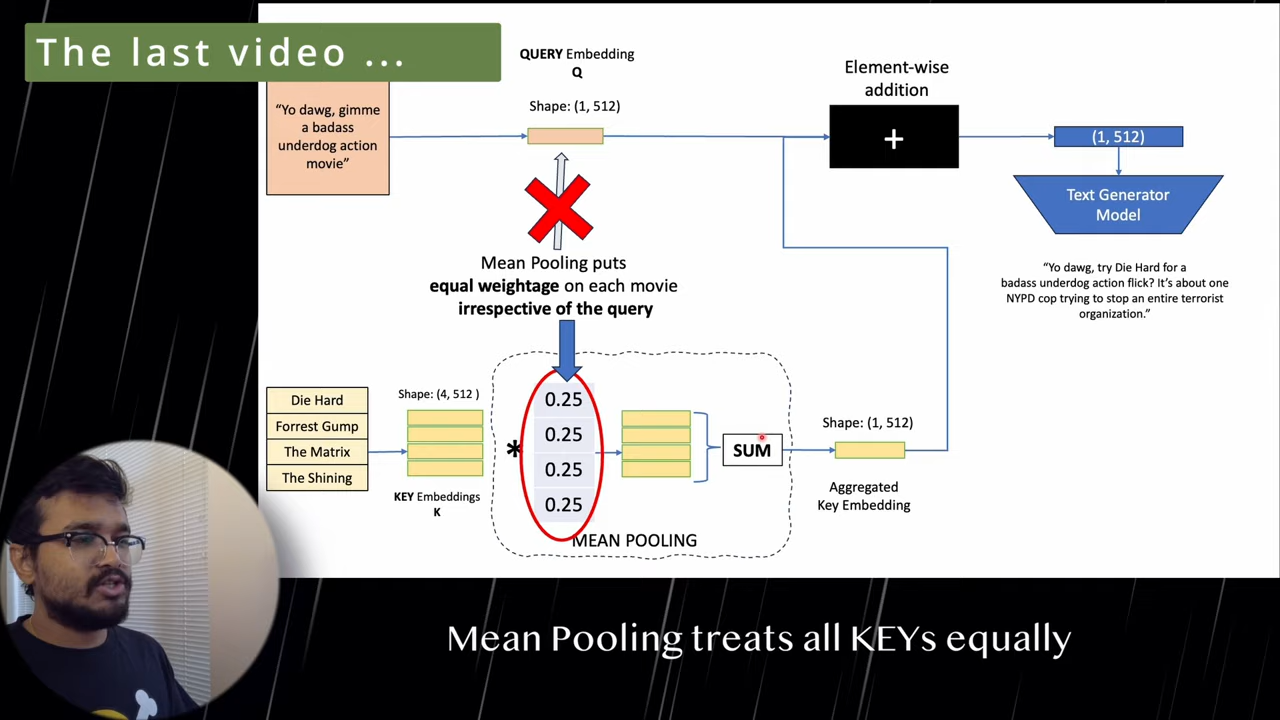 The last video ...
QUERY Embedding
Q
Shape: (1, 512)
Element-wise
addition
+
(1, 512)
Text Generator
Model
“Yo dawg, gimme
a badass
underdog action
movie”
Mean Pooling puts
equal weightage on each movie
irrespective of the query
“Yo dawg, try Die Hard for a
badass underdog action flick? It’s about one
NYPD cop trying to stop an entire terrorist
organization.”
Die Hard
Forrest Gump
The Matrix
The Shining
Shape: (4, 512 )
KEY Embeddings
K
*
0.25
0.25
0.25
0.25
SUM
MEAN POOLING
Shape: (1, 512)
Aggregated
Key Embedding
Mean Pooling treats all KEYs equally